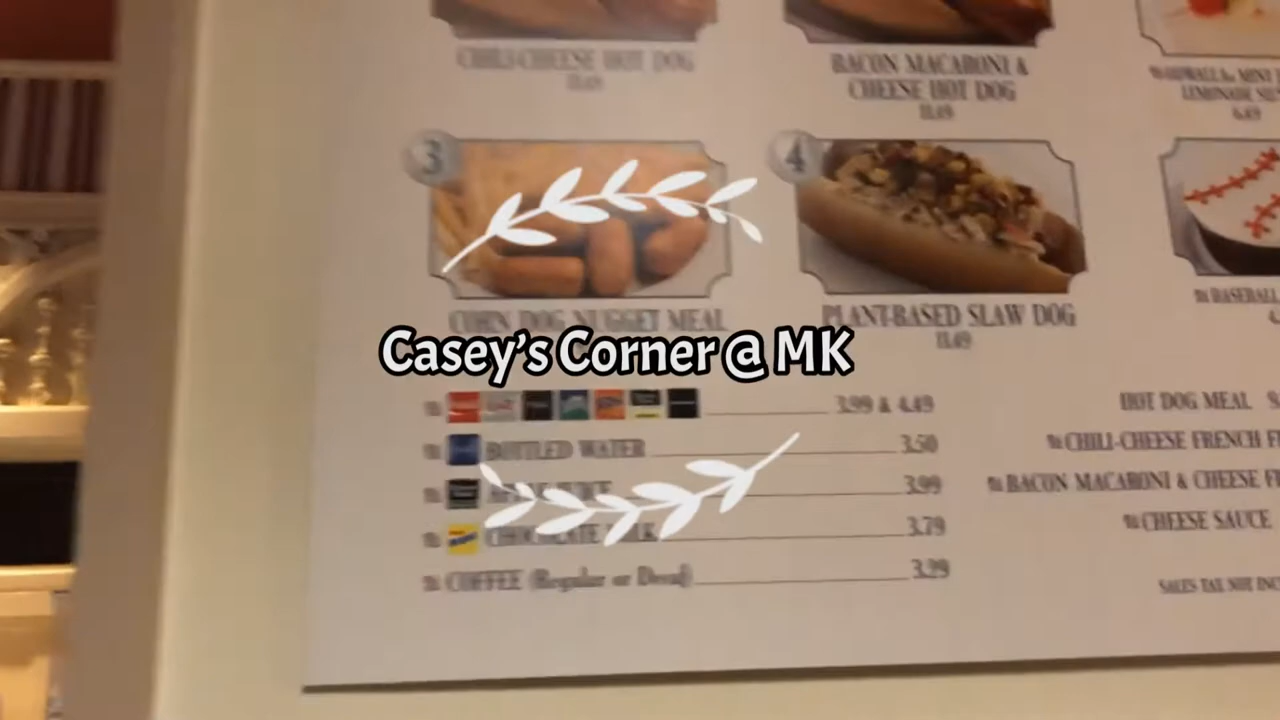 CHILI-CHEESE HOT DOG
11.49
BACON MACARONI &
CHEESE HOT DOG
11.49
LEMONADE
6.49
3
4
CORN DOG NUGGET MEAL
PLANT-BASED SLAW DOG
11.49
BASEBALL
Casey's Corner @ MK
3.99 & 4.49
BOTTLED WATER 3.50
3.99
CHOCOLATE MILK 3.79
COFFEE (Regular or Decaf) 3.29
HOT DOG MEAL
CHILI-CHEESE FRENCH
BACON MACARONI & CHEESE
CHEESE SAUCE
SALES TAX NOT